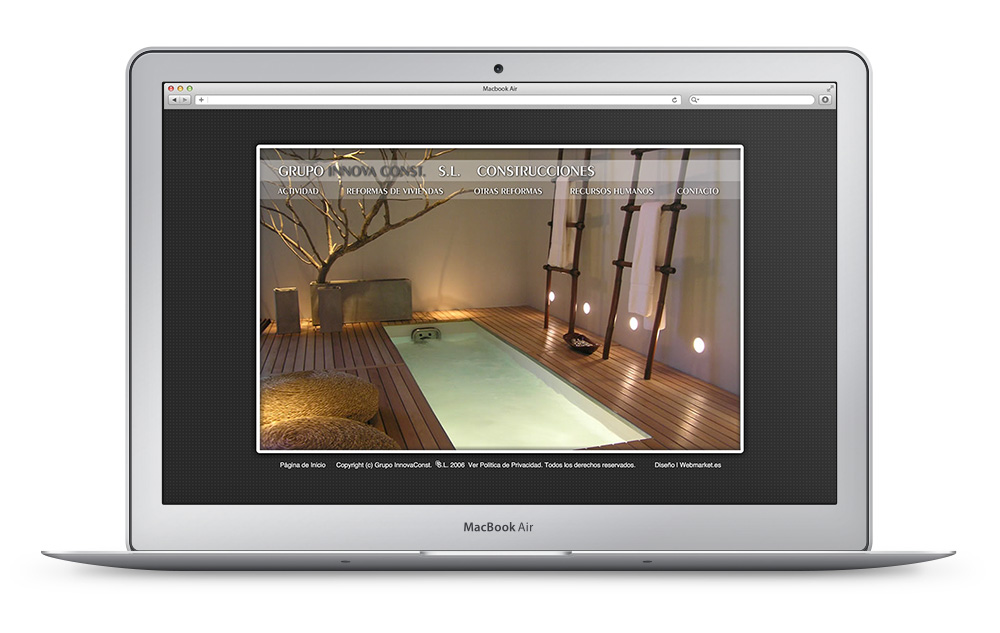 Macbook Air
GRUPO INNOVA CONST. S.L. CONSTRUCCIONES
ACTIVIDAD REFORMAS DE VIVIENDAS OTRAS REFORMAS RECURSOS HUMANOS CONTACTO
Página de Inicio Copyright (c) Grupo InnovaConst. S.L. 2006 Ver Política de Privacidad. Todos los derechos reservados. Diseño | Webmarket.es
MacBook Air